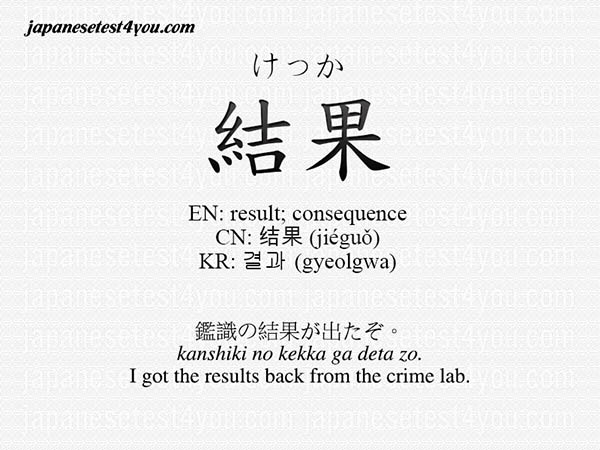 japanesetest4you.com
けっか
結果
EN: result; consequence
CN: 结果 (jiéguǒ)
KR: 결과 (gyeolgwa)
鑑識の結果が出たぞ。
kanshiki no kekka ga deta zo.
I got the results back from the crime lab.